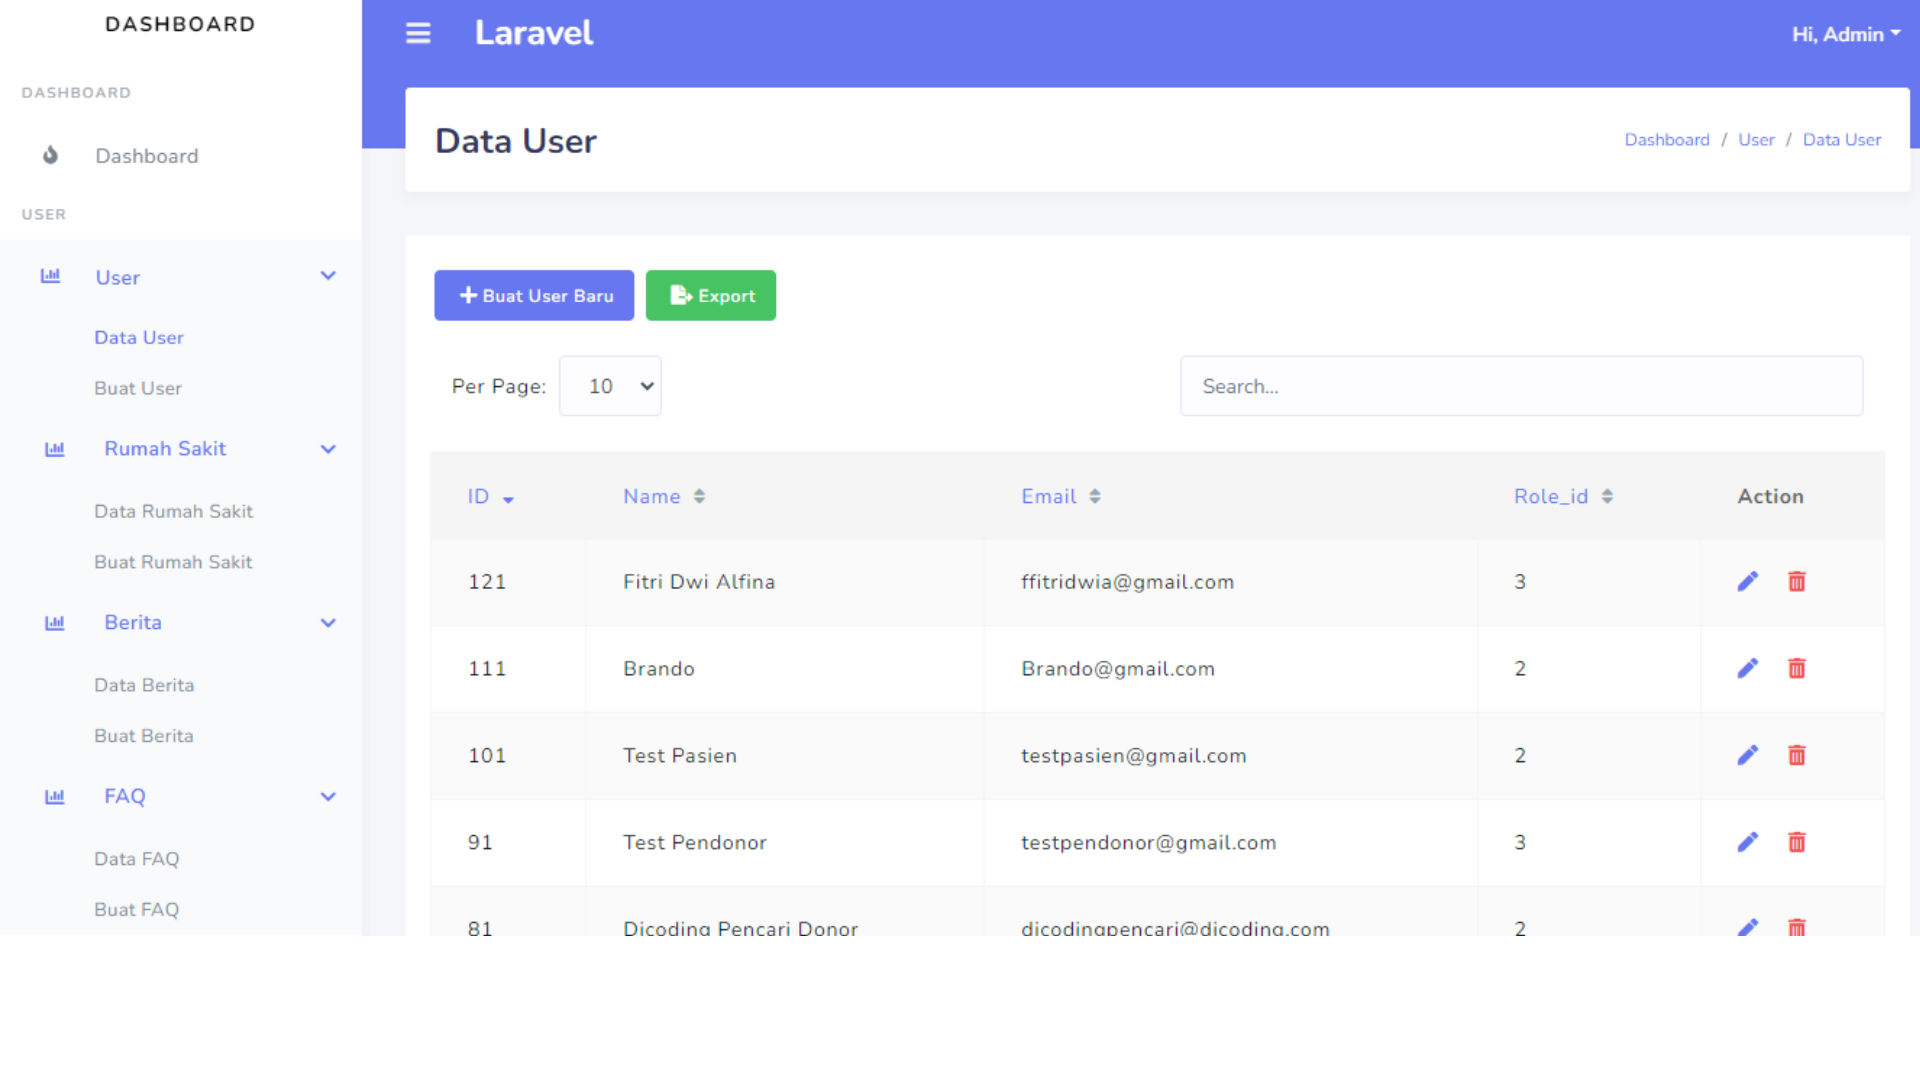 DASHBOARD
DASHBOARD
Dashboard
USER
User
Data User
Buat User
Rumah Sakit
Data Rumah Sakit
Buat Rumah Sakit
Berita
Data Berita
Buat Berita
FAQ
Data FAQ
Buat FAQ
Laravel
Hi, Admin
Data User
Dashboard / User / Data User
Buat User Baru
Export
Per Page: 10
Search...
ID Name Email Role_id Action
121 Fitri Dwi Alfina ffitridwia@gmail.com 3
111 Brando Brando@gmail.com 2
101 Test Pasien testpasien@gmail.com 2
91 Test Pendonor testpendonor@gmail.com 3
81 Dicoding Pencari Donor dicodingpencari@dicoding.com 2